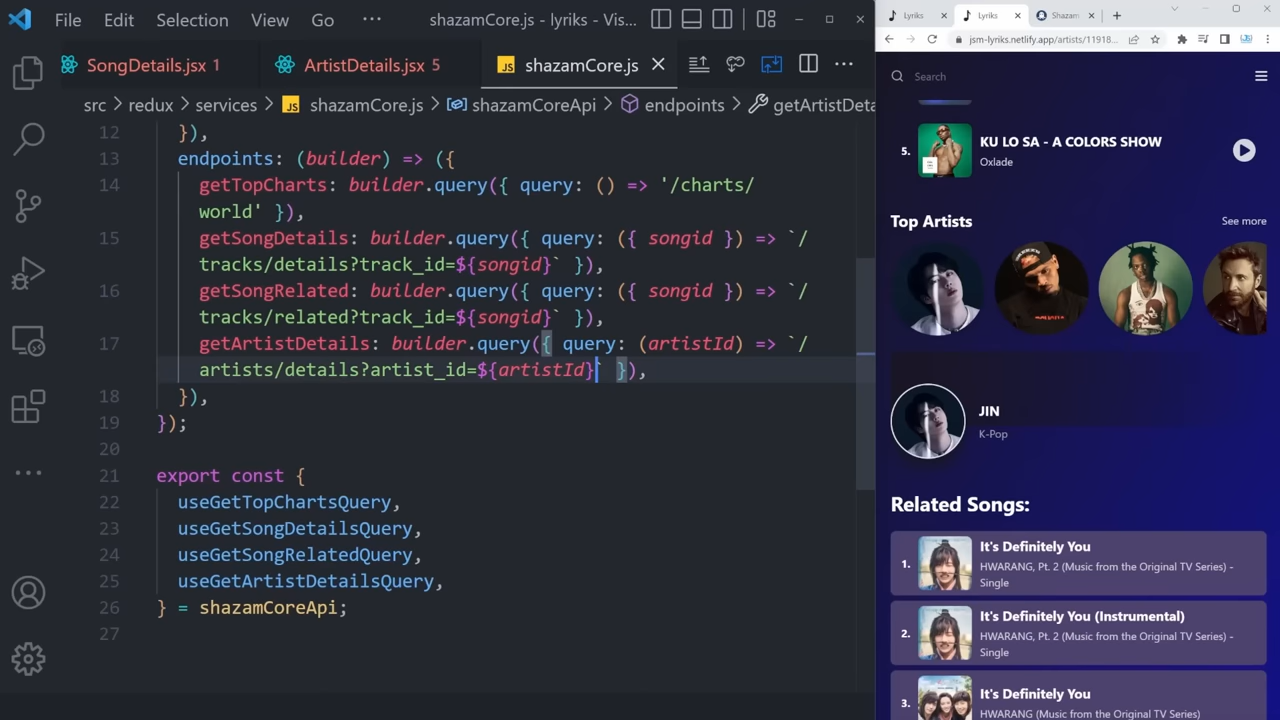 File Edit Selection View Go ··· shazamCore.js - lyriks - Vis...
SongDetails.jsx 1 ArtistDetails.jsx 5 JS shazamCore.js
src > redux > services > JS shazamCore.js > shazamCoreApi > endpoints > getArtistDeta
12 }),
13 endpoints: (builder) => ({
14 getTopCharts: builder.query({ query: () => '/charts/
world' }),
15 getSongDetails: builder.query({ query: ({ songid }) => `/
tracks/details?track_id=${songid}` }),
16 getSongRelated: builder.query({ query: ({ songid }) => `/
tracks/related?track_id=${songid}` }),
17 getArtistDetails: builder.query({ query: (artistId) => `/
artists/details?artist_id=${artistId}` }),
18 }),
19 });
20
21 export const {
22 useGetTopChartsQuery,
23 useGetSongDetailsQuery,
24 useGetSongRelatedQuery,
25 useGetArtistDetailsQuery,
26 } = shazamCoreApi;
27
Lyriks Lyriks Shazam
jsm-lyriks.netlify.app/artists/11918...
Search
5. KU LO SA - A COLORS SHOW
Oxlade
Top Artists See more
JIN
K-Pop
Related Songs:
1. It's Definitely You
HWARANG, Pt. 2 (Music from the Original TV Series) -
Single
2. It's Definitely You (Instrumental)
HWARANG, Pt. 2 (Music from the Original TV Series) -
Single
3. It's Definitely You
HWARANG (Music from the Original TV Series)